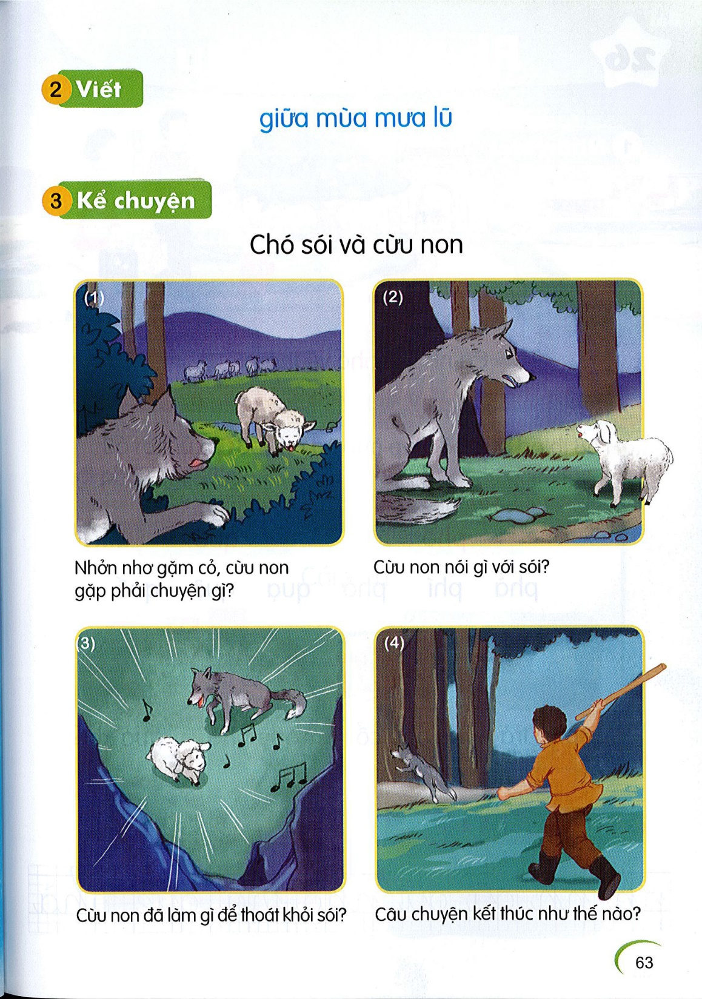 2 Viết
giữa mùa mưa lũ
3 Kể chuyện
Chó sói và cừu non
(1)
(2)
Nhởn nhơ gặm cỏ, cừu non
gặp phải chuyện gì?
Cừu non nói gì với sói?
(3)
(4)
Cừu non đã làm gì để thoát khỏi sói?
Câu chuyện kết thúc như thế nào?
63